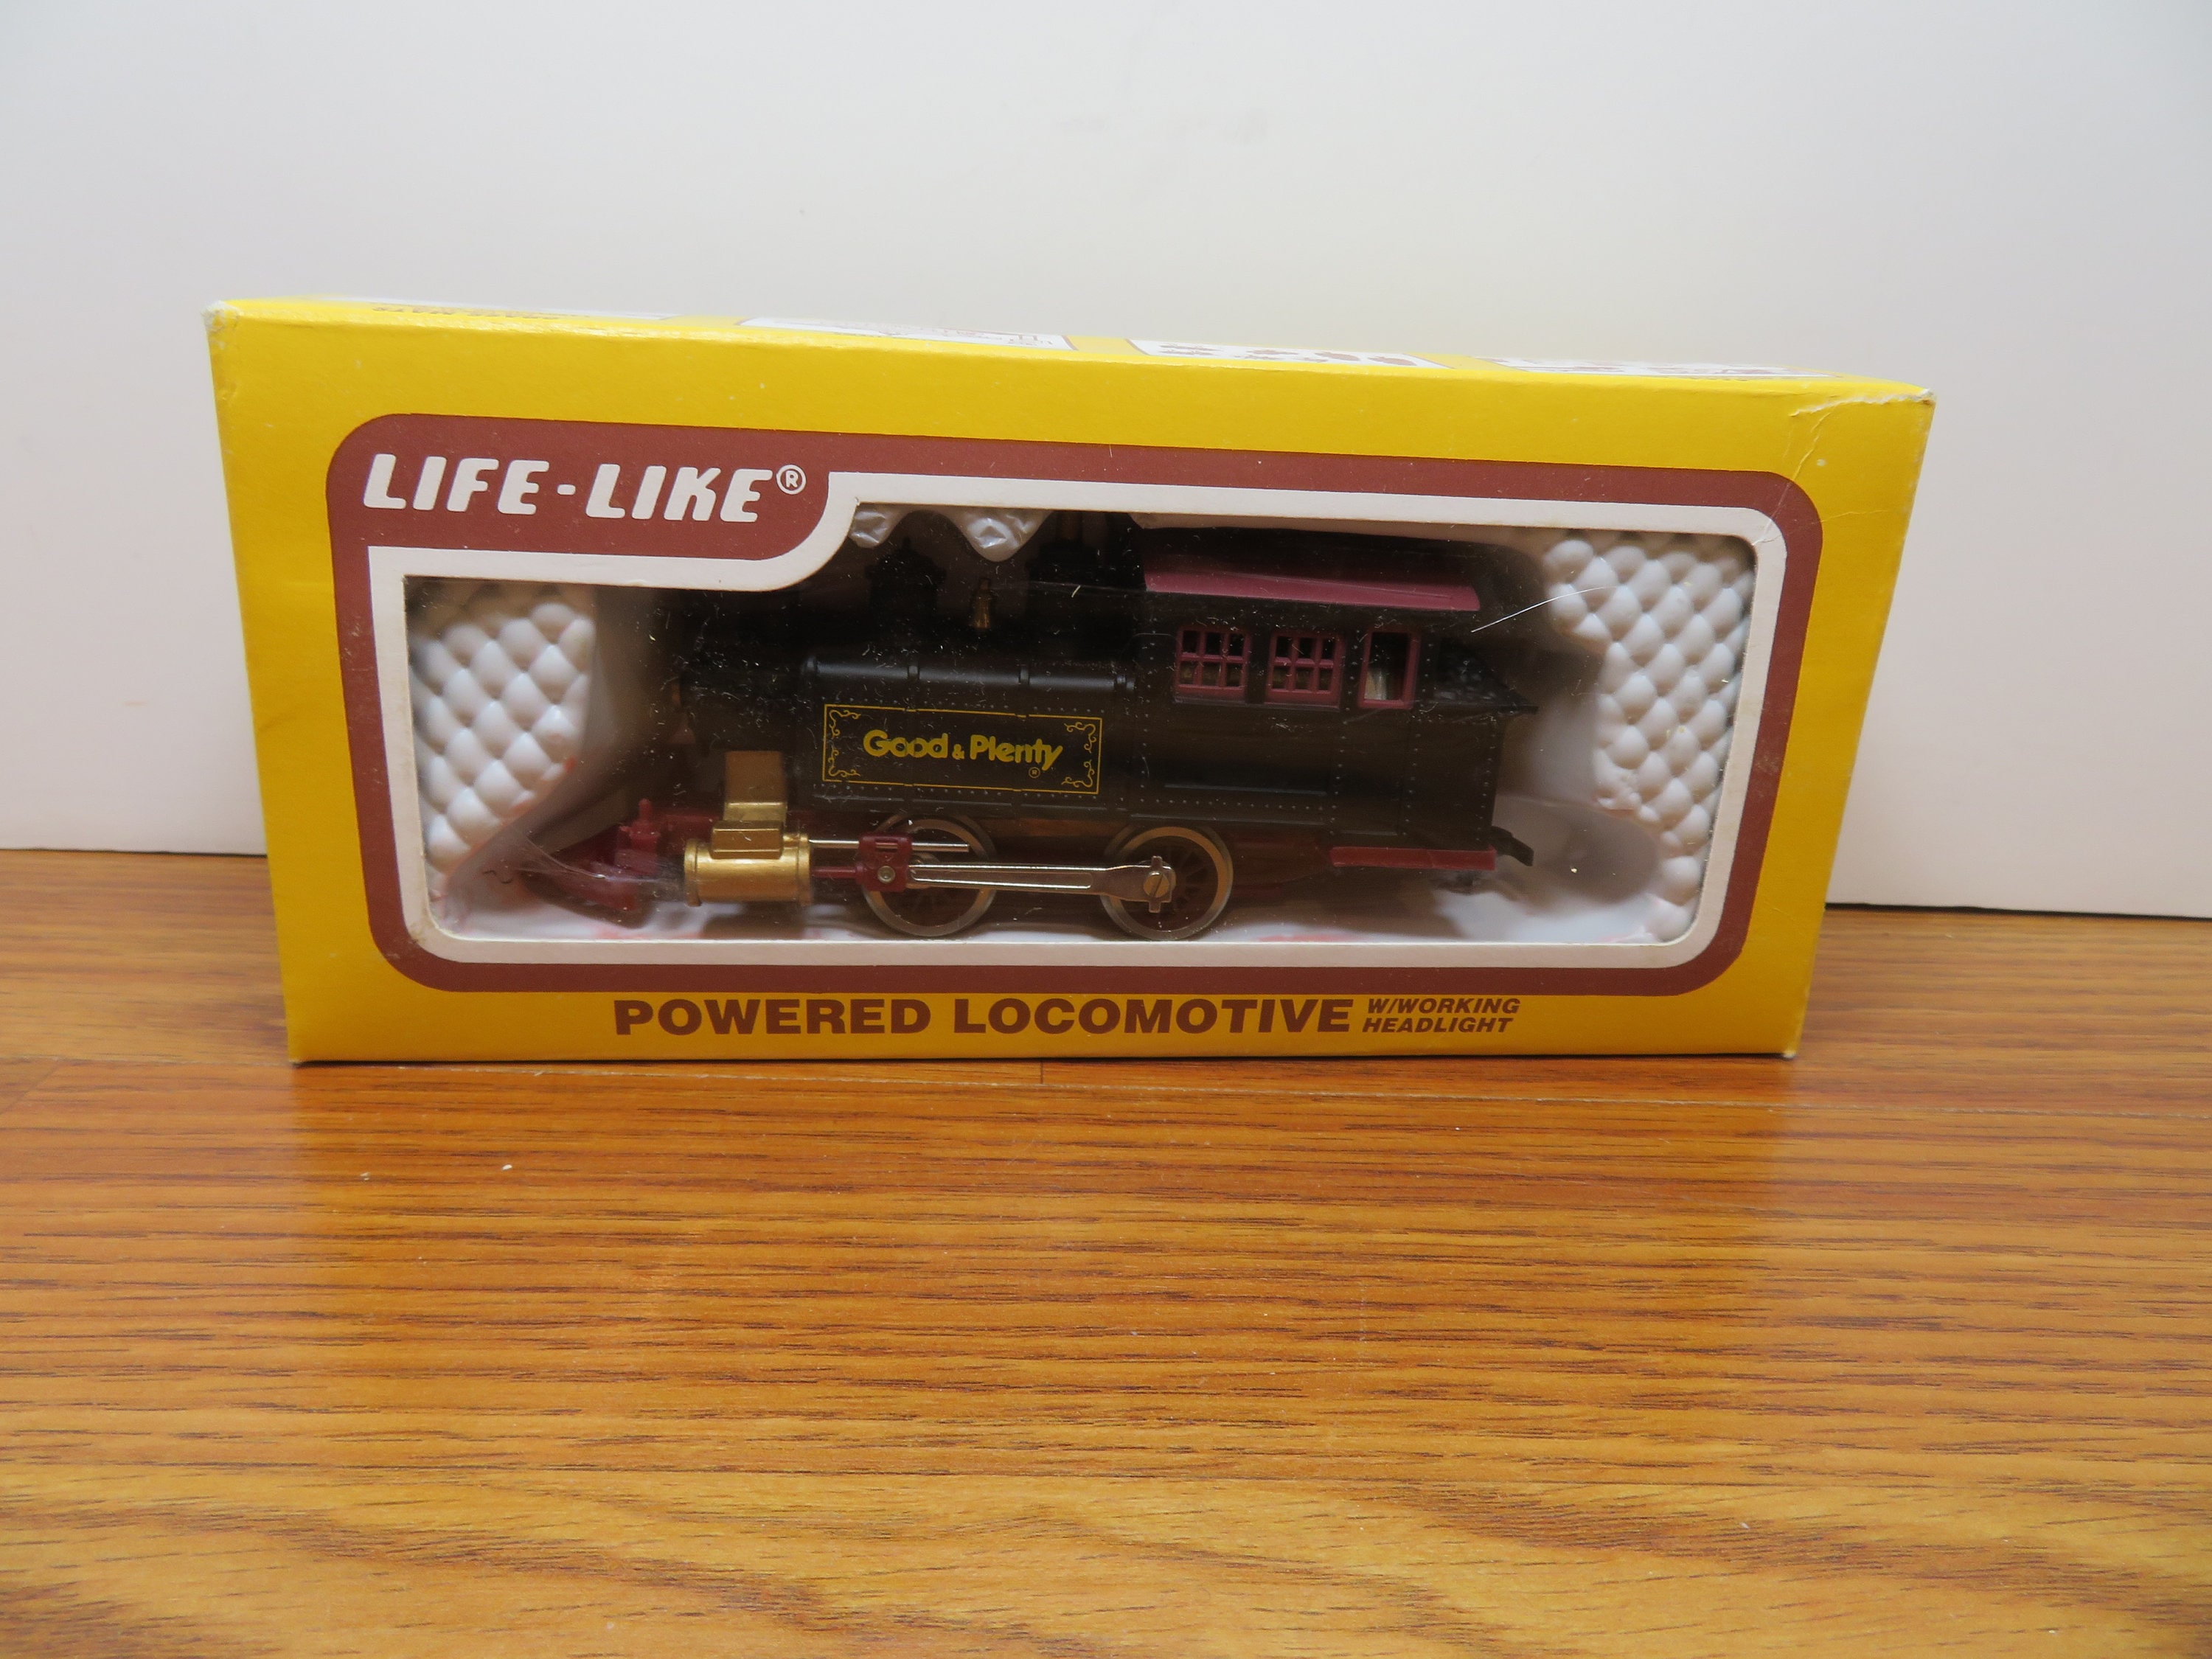 LIFE-LIKE®
Good & Plenty®
POWERED LOCOMOTIVE W/WORKING
HEADLIGHT